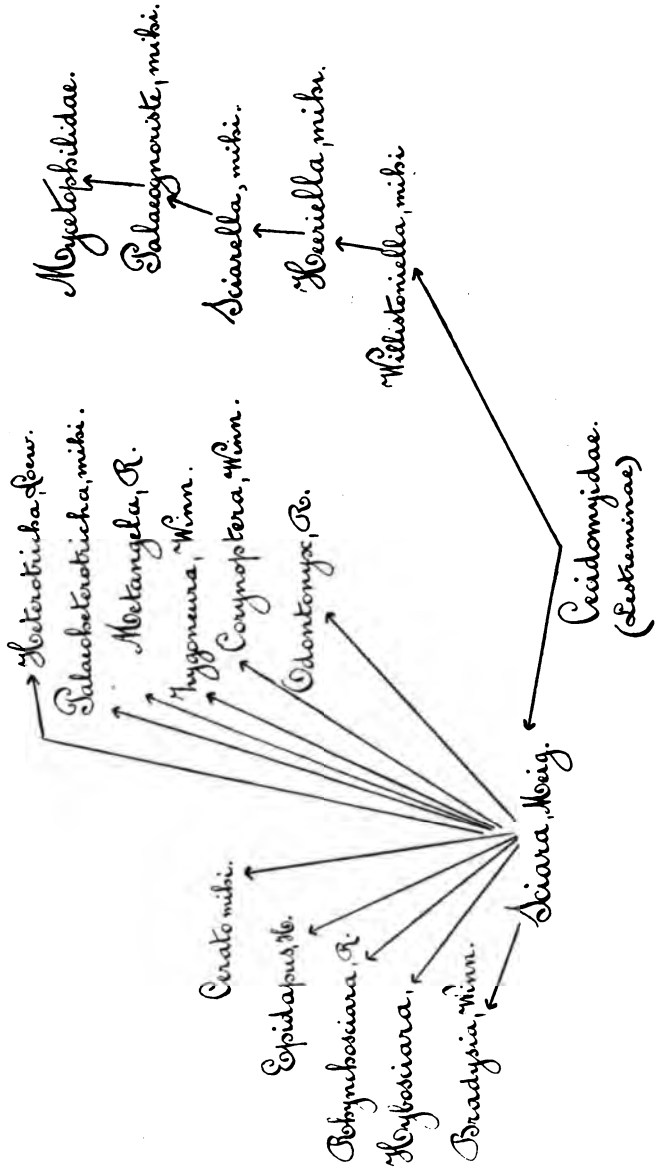 Mycetophilidae.
Palaeognoriste, mihi.
Sciarella, mihi.
Heeriella, mihi.
Willistoniella, mihi
Heterotricha, Loew.
Palaeoheterotricha, mihi.
Metangela, R.
Zygoneura, Winn.
Corynoptera, Winn.
Odontonyx, R.
Cerato mihi.
Epidapus, H.
Rhynchosciara, R.
Hybosciara,
Bradysia, Winn.
Sciara, Meig.
Cecidomyidae.
(Lestreminae)